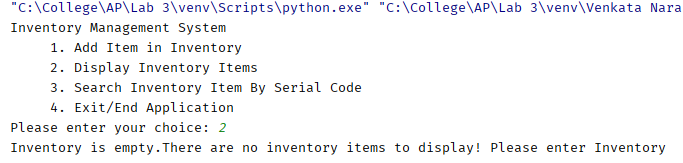 "C:\College\AP\Lab 3\venv\Scripts\python.exe" "C:\College\AP\Lab 3\venv\Venkata Nara
Inventory Management System
1. Add Item in Inventory
2. Display Inventory Items
3. Search Inventory Item By Serial Code
4. Exit/End Application
Please enter your choice: 2
Inventory is empty.There are no inventory items to display! Please enter Inventory